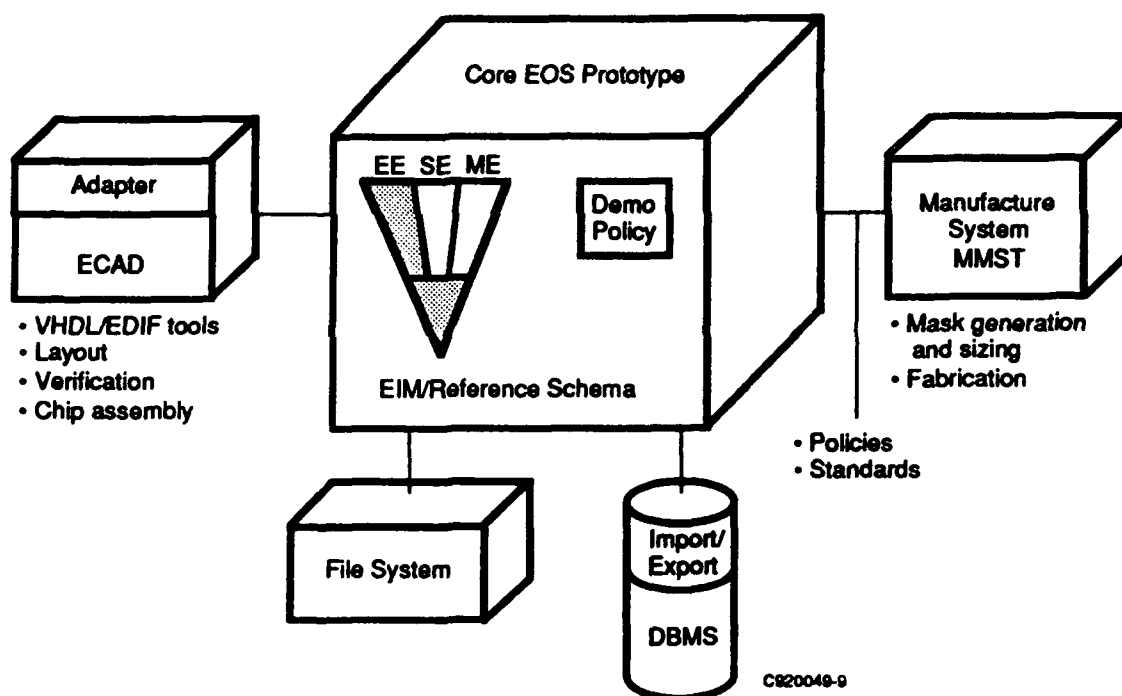 Core EOS Prototype
EE SE ME
Demo
Policy
EIM/Reference Schema
Adapter
ECAD
• VHDL/EDIF tools
• Layout
• Verification
• Chip assembly
Manufacture
System
MMST
• Mask generation
and sizing
• Fabrication
• Policies
• Standards
File System
Import/
Export
DBMS
C920049-9